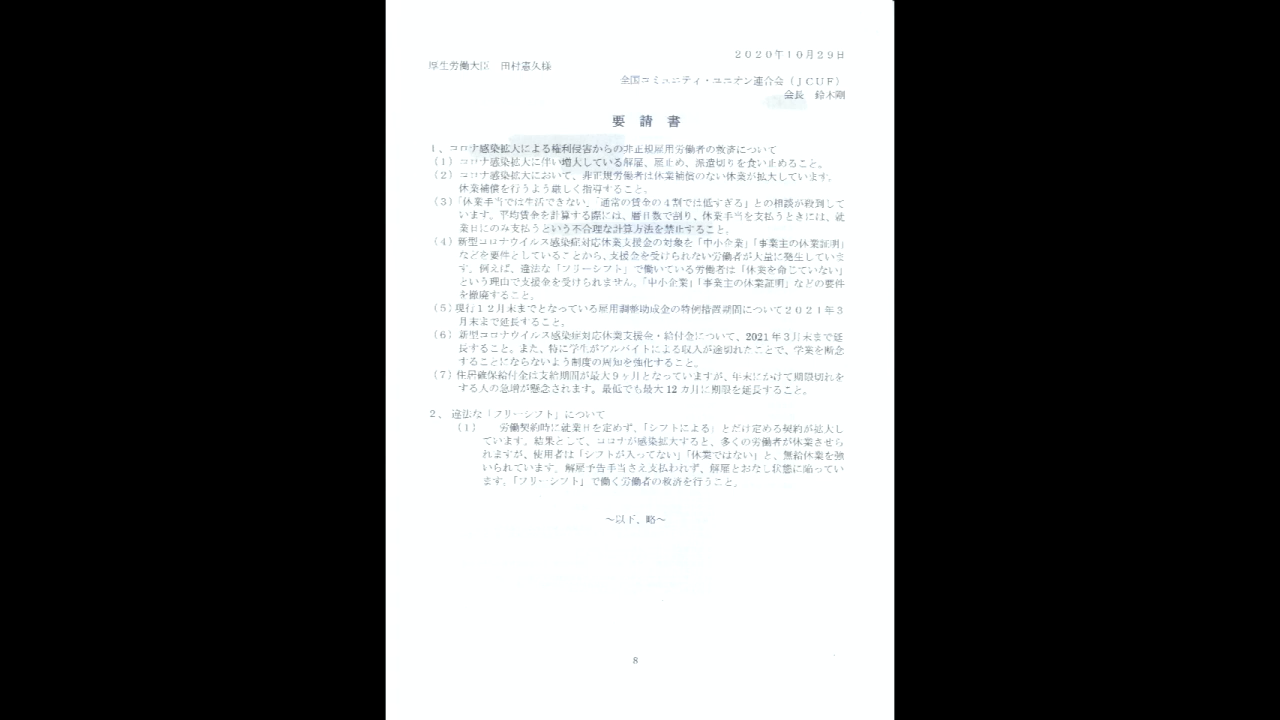 2020年10月29日
厚生労働大臣　田村憲久様
全国コミュニティ・ユニオン連合会（JCUF）
会長　鈴木剛
要　請　書
1、コロナ感染拡大による権利侵害からの非正規雇用労働者の救済について
（1）コロナ感染拡大に伴い増大している解雇、雇止め、派遣切りを食い止めること。
（2）コロナ感染拡大において、非正規労働者は休業補償のない休業が拡大しています。
休業補償を行うよう厳しく指導すること。
（3）「休業手当では生活できない」「通常の賃金の4割では低すぎる」との相談が殺到して
います。平均賃金を計算する際には、暦日数で割り、休業手当を支払うときには、就
業日にのみ支払うという不合理な計算方法を禁止すること。
（4）新型コロナウイルス感染症対応休業支援金の対象を「中小企業」「事業主の休業証明」
などを要件としていることから、支援金を受けられない労働者が大量に発生していま
す。例えば、違法な「フリーシフト」で働いている労働者は「休業を命じていない」
という理由で支援金を受けられません。「中小企業」「事業主の休業証明」などの要件
を撤廃すること。
（5）現行12月末までとなっている雇用調整助成金の特例措置期間について2021年3
月末まで延長すること。
（6）新型コロナウイルス感染症対応休業支援金・給付金について、2021年3月末まで延
長すること。また、特に学生がアルバイトによる収入が途切れたことで、学業を断念
することにならないよう制度の周知を強化すること。
（7）住居確保給付金は支給期間が最大9ヶ月となっていますが、年末にかけて期限切れを
する人の急増が懸念されます。最低でも最大12カ月に期限を延長すること。
2、違法な「フリーシフト」について
（1）　労働契約時に就業日を定めず、「シフトによる」とだけ定める契約が拡大し
ています。結果として、コロナが感染拡大すると、多くの労働者が休業させら
れますが、使用者は「シフトが入ってない」「休業ではない」と、無給休業を強
いられています。解雇予告手当さえ支払われず、解雇とおなし状態に陥ってい
ます。「フリーシフト」で働く労働者の救済を行うこと。
～以下、略～
8